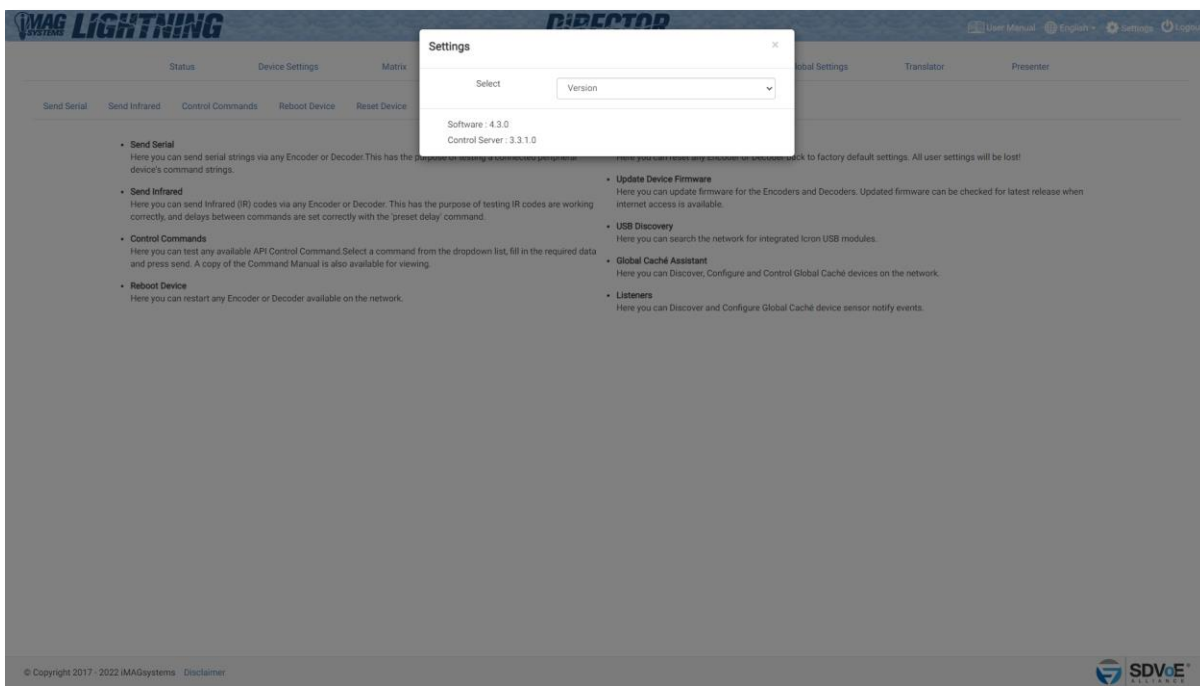 iMAG SYSTEMS LIGHTNING
DIRECTOR
User Manual English Settings
Status Device Settings Matrix Global Settings Translator Presenter
Send Serial Send Infrared Control Commands Reboot Device Reset Device
Settings ×
Select Version
Software : 4.3.0
Control Server : 3.3.1.0
• Send Serial
Here you can send serial strings via any Encoder or Decoder.This has the purpose of testing a connected peripheral
device's command strings.
• Send Infrared
Here you can send Infrared (IR) codes via any Encoder or Decoder. This has the purpose of testing IR codes are working
correctly, and delays between commands are set correctly with the 'preset delay' command.
• Control Commands
Here you can test any available API Control Command.Select a command from the dropdown list, fill in the required data
and press send. A copy of the Command Manual is also available for viewing.
• Reboot Device
Here you can restart any Encoder or Decoder available on the network.
Here you can reset any Encoder or Decoder back to factory default settings. All user settings will be lost!
• Update Device Firmware
Here you can update firmware for the Encoders and Decoders. Updated firmware can be checked for latest release when
internet access is available.
• USB Discovery
Here you can search the network for integrated Icron USB modules.
• Global Caché Assistant
Here you can Discover, Configure and Control Global Caché devices on the network.
• Listeners
Here you can Discover and Configure Global Caché device sensor notify events.
© Copyright 2017 - 2022 iMAGsystems Disclaimer
SDVoE
ALLIANCE